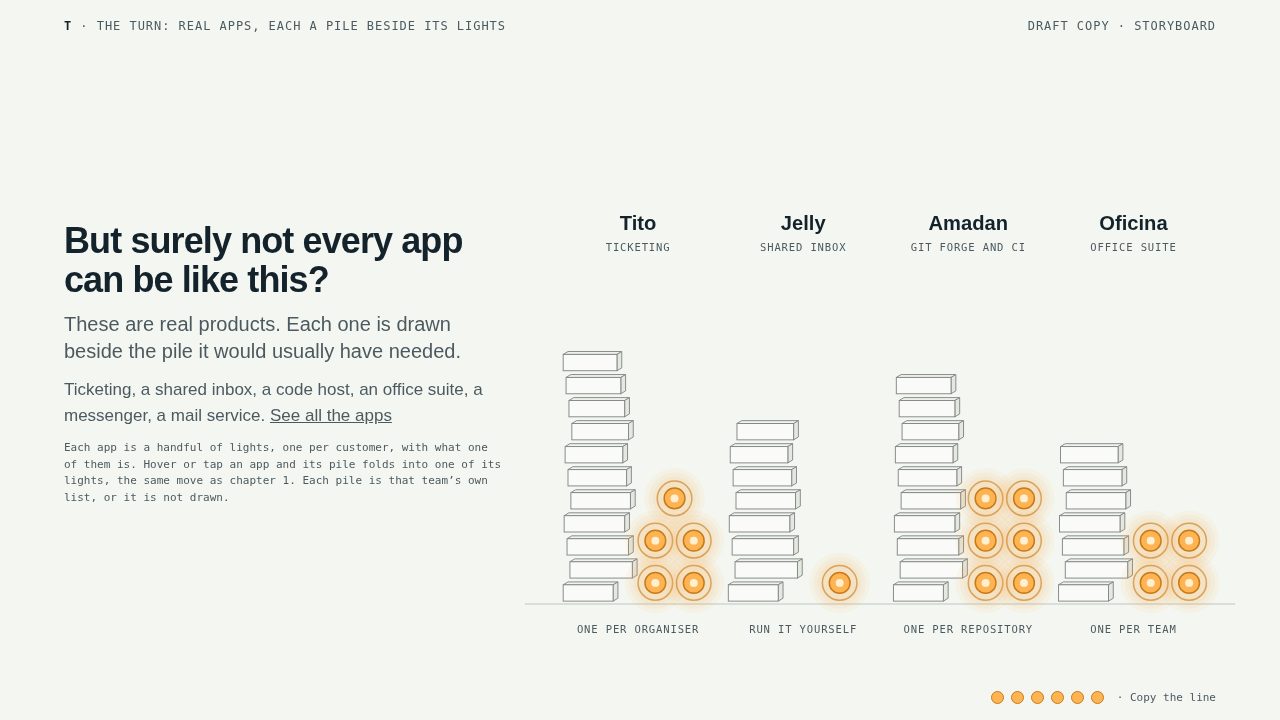 T · THE TURN: REAL APPS, EACH A PILE BESIDE ITS LIGHTS
DRAFT COPY · STORYBOARD
But surely not every app
can be like this?
These are real products. Each one is drawn
beside the pile it would usually have needed.
Ticketing, a shared inbox, a code host, an office suite, a
messenger, a mail service. See all the apps
Each app is a handful of lights, one per customer, with what one
of them is. Hover or tap an app and its pile folds into one of its
lights, the same move as chapter 1. Each pile is that team’s own
list, or it is not drawn.
Tito
TICKETING
Jelly
SHARED INBOX
Amadan
GIT FORGE AND CI
Oficina
OFFICE SUITE
ONE PER ORGANISER
RUN IT YOURSELF
ONE PER REPOSITORY
ONE PER TEAM
· Copy the line